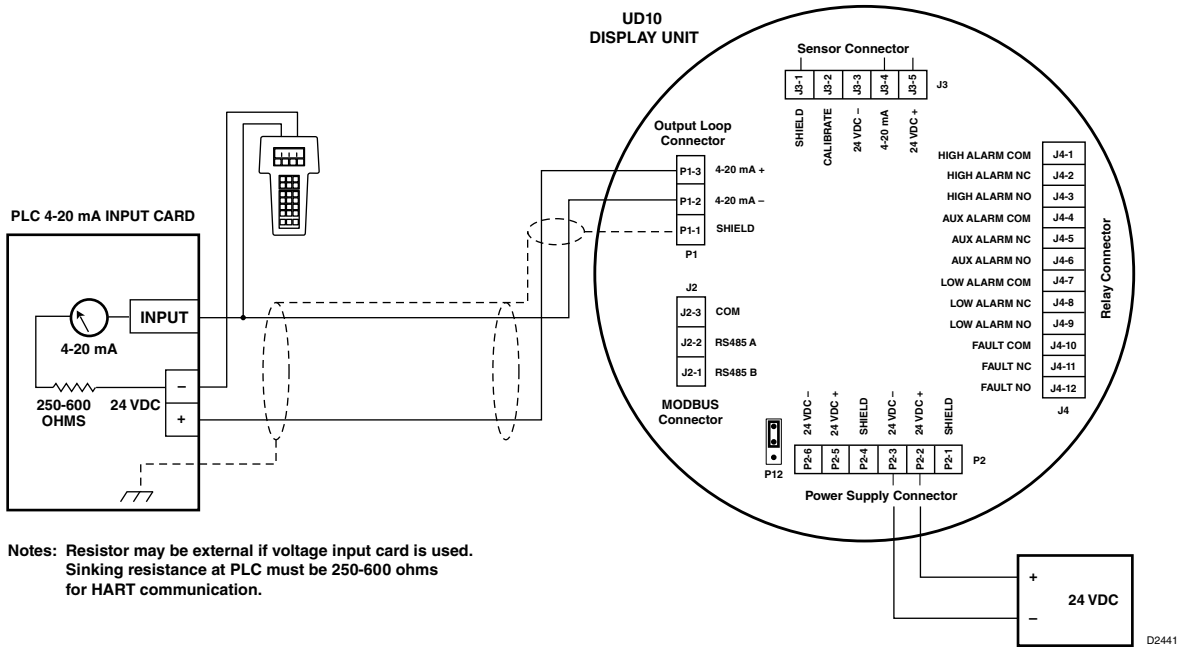 UD10
DISPLAY UNIT
Sensor Connector
J3-1
J3-2
J3-3
J3-4
J3-5
J3
SHIELD
CALIBRATE
24 VDC –
4-20 mA
24 VDC +
Output Loop
Connector
P1-3 4-20 mA +
P1-2 4-20 mA –
P1-1 SHIELD
P1
J2
J2-3 COM
J2-2 RS485 A
J2-1 RS485 B
MODBUS
Connector
HIGH ALARM COM J4-1
HIGH ALARM NC J4-2
HIGH ALARM NO J4-3
AUX ALARM COM J4-4
AUX ALARM NC J4-5
AUX ALARM NO J4-6
LOW ALARM COM J4-7
LOW ALARM NC J4-8
LOW ALARM NO J4-9
FAULT COM J4-10
FAULT NC J4-11
FAULT NO J4-12
J4
Relay Connector
PLC 4-20 mA INPUT CARD
INPUT
4-20 mA
250-600
OHMS
24 VDC
–
+
P12
24 VDC –
24 VDC +
SHIELD
24 VDC –
24 VDC +
SHIELD
P2-6
P2-5
P2-4
P2-3
P2-2
P2-1
P2
Power Supply Connector
+
24 VDC
–
Notes: Resistor may be external if voltage input card is used.
Sinking resistance at PLC must be 250-600 ohms
for HART communication.
D2441